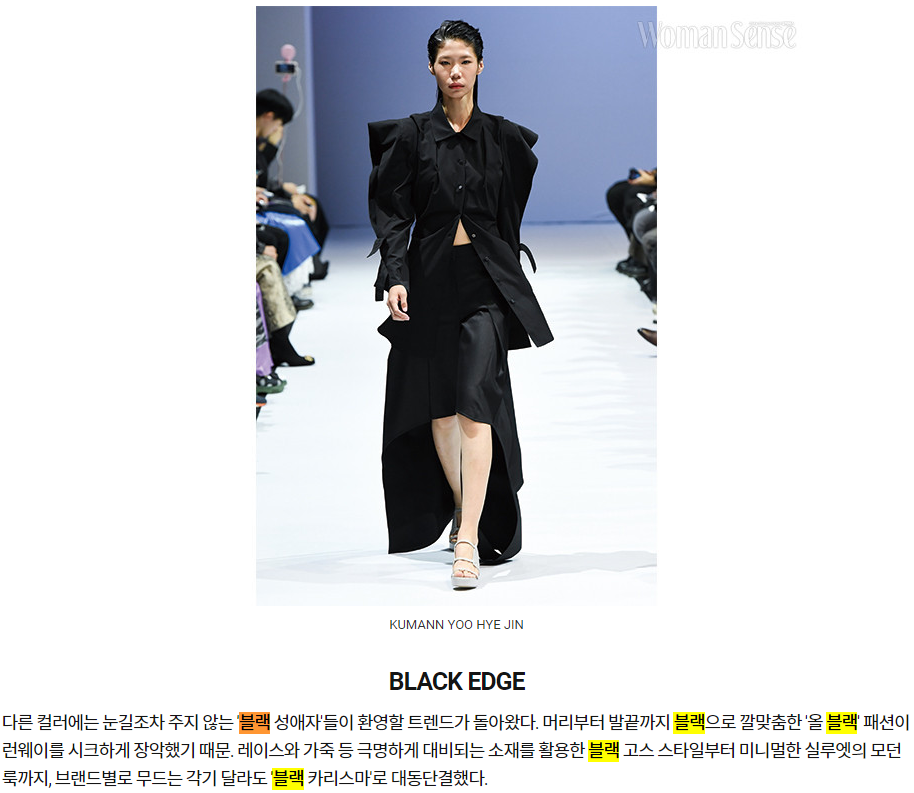 Woman Sense
KUMANN YOO HYE JIN
BLACK EDGE
다른 컬러에는 눈길조차 주지 않는 '블랙 성애자'들이 환영할 트렌드가 돌아왔다. 머리부터 발끝까지 블랙으로 깔맞춤한 '올 블랙' 패션이
런웨이를 시크하게 장악했기 때문. 레이스와 가죽 등 극명하게 대비되는 소재를 활용한 블랙 고스 스타일부터 미니멀한 실루엣의 모던
룩까지, 브랜드별로 무드는 각기 달라도 '블랙 카리스마'로 대동단결했다.